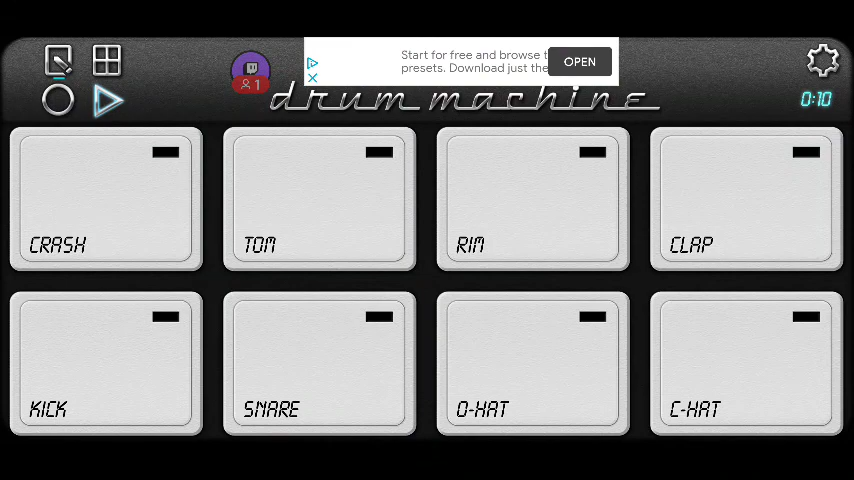 Start for free and browse t
presets. Download just the
OPEN
1
drum machine
0:10
CRASH
TOM
RIM
CLAP
KICK
SNARE
O-HAT
C-HAT